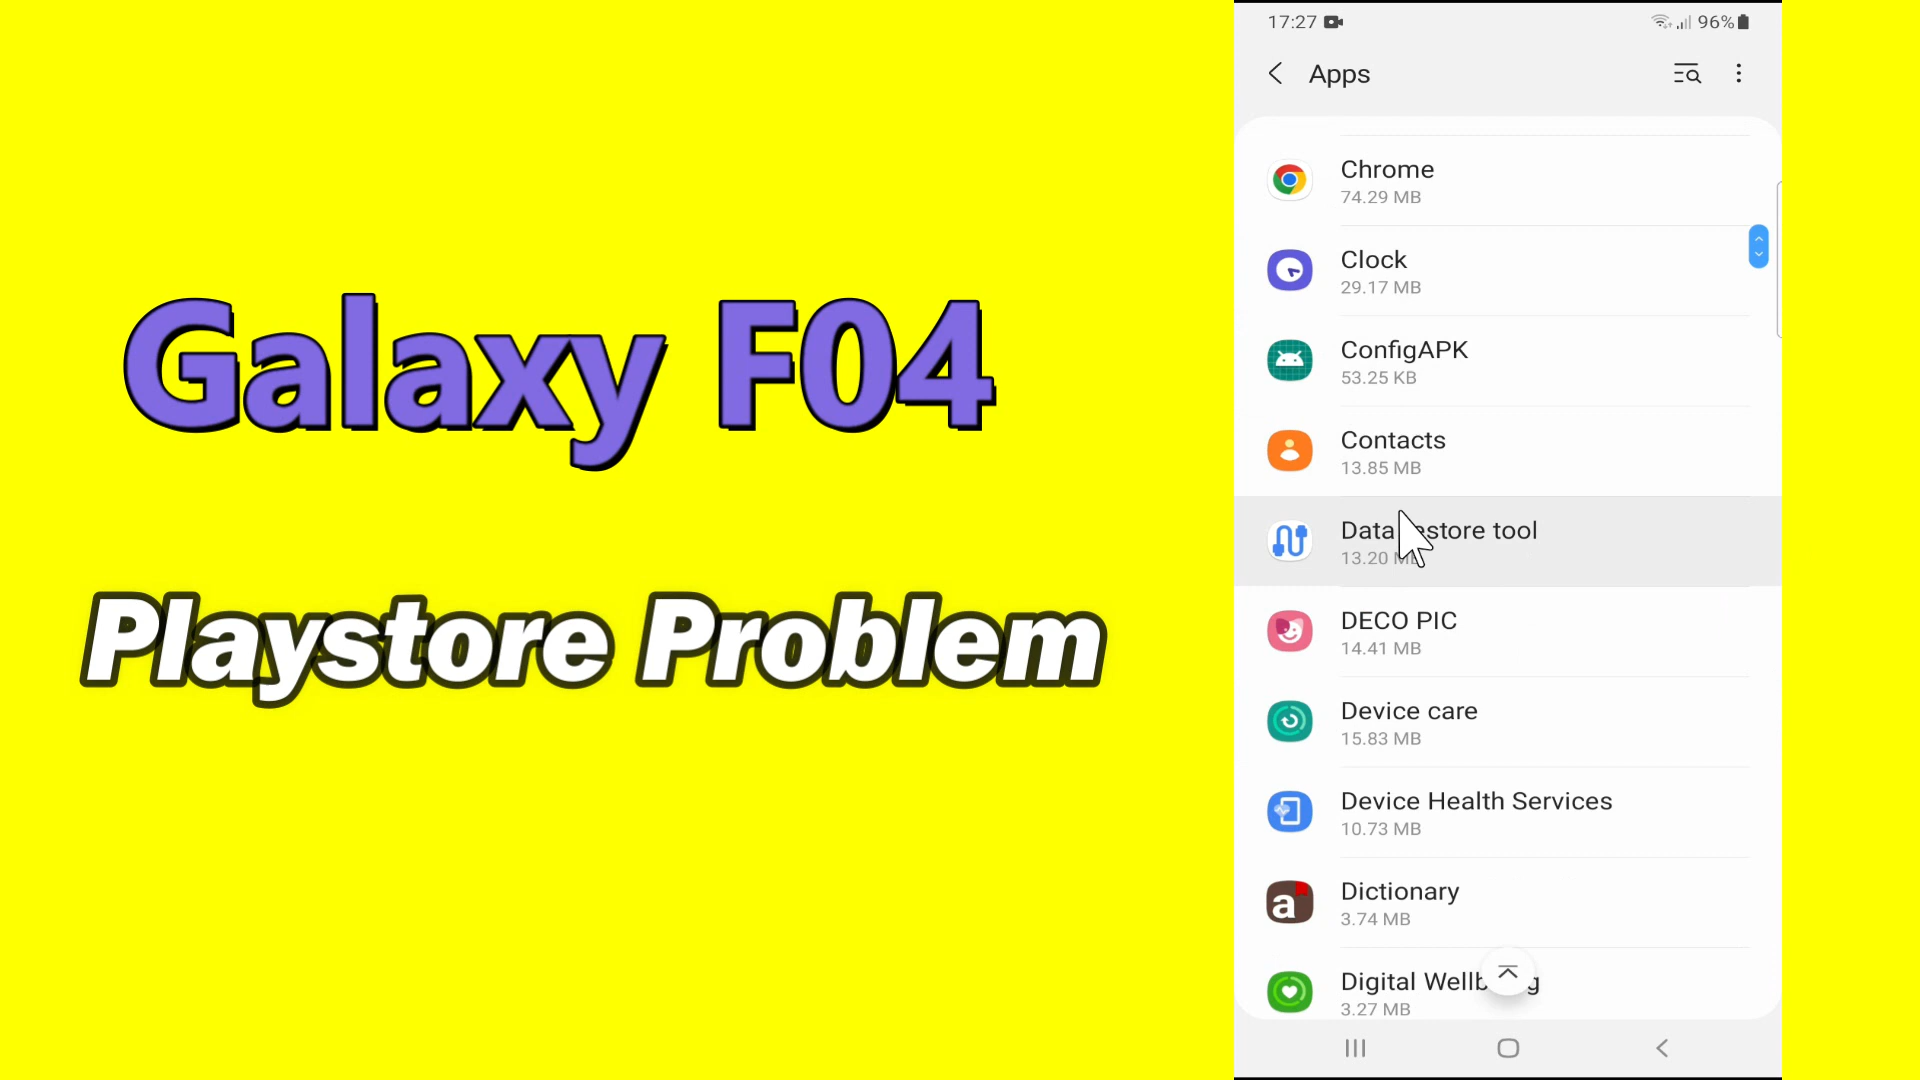 Galaxy F04
Playstore Problem
17:27
96%
Apps
Chrome
74.29 MB
Clock
29.17 MB
ConfigAPK
53.25 KB
Contacts
13.85 MB
Data store tool
13.20
DECO PIC
14.41 MB
Device care
15.83 MB
Device Health Services
10.73 MB
Dictionary
3.74 MB
Digital
3.27 MB